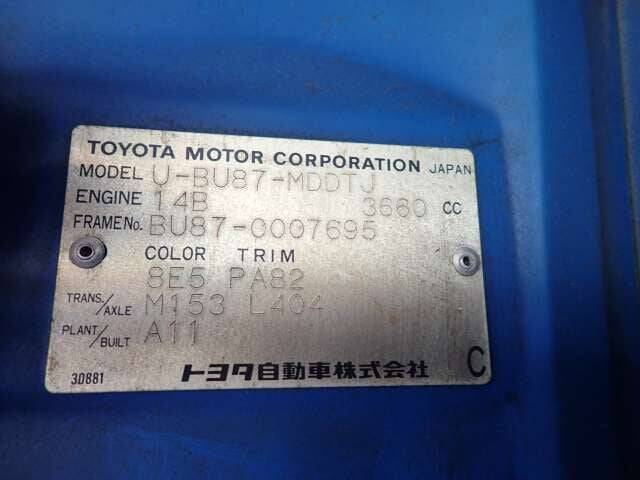 TOYOTA MOTOR CORPORATION JAPAN
MODEL U-BU87-MDDTJ
ENGINE 14B 3660 CC
FRAME No. BU87-0007695
COLOR TRIM
8E5 PA82
TRANS./AXLE M153 L404
PLANT/BUILT A11
30881 トヨタ自動車株式会社 C